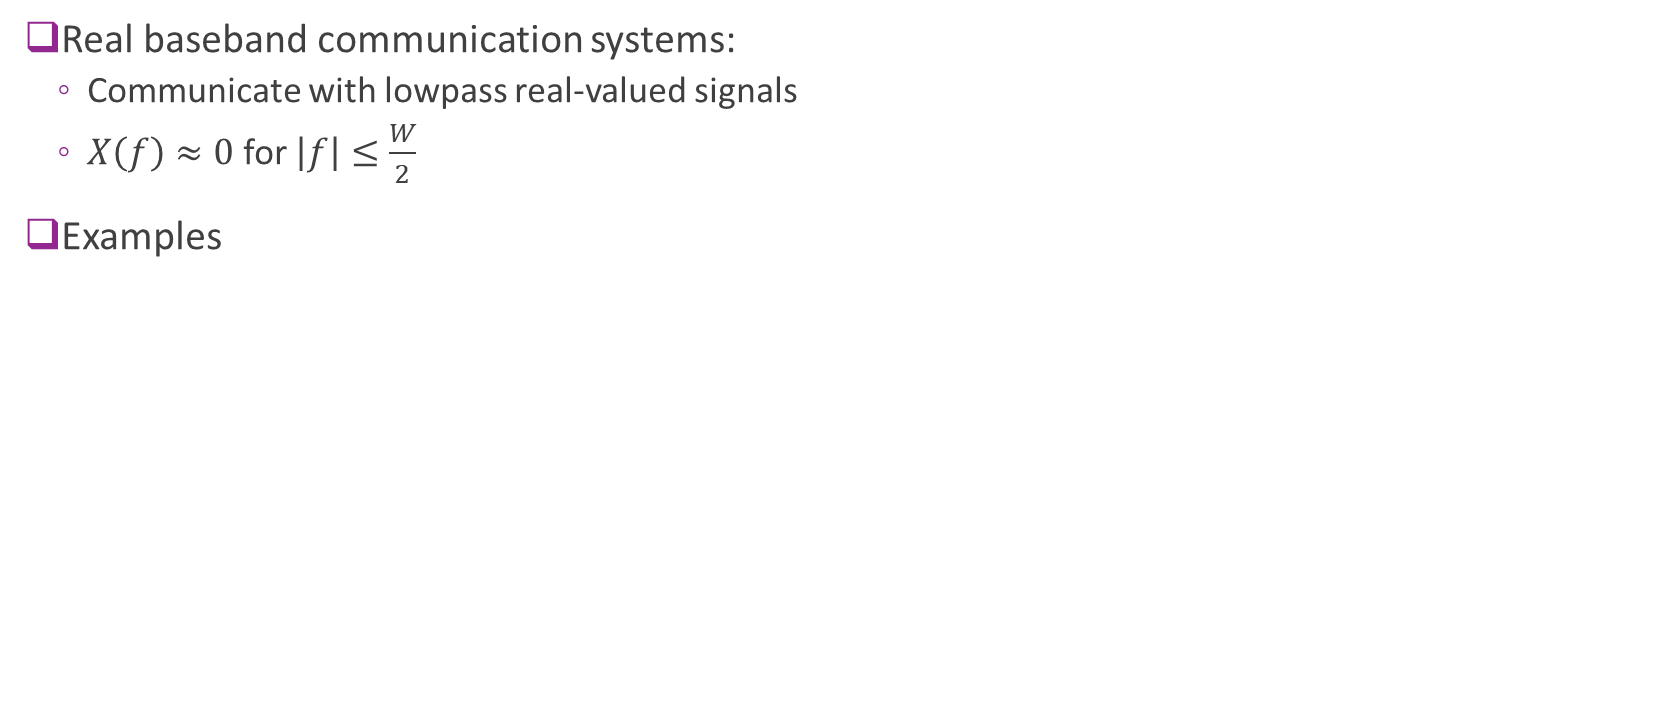 ❑Real baseband communication systems:
◦ Communicate with lowpass real-valued signals
◦ X(f) ≈ 0 for |f| ≤ W/2
❑Examples